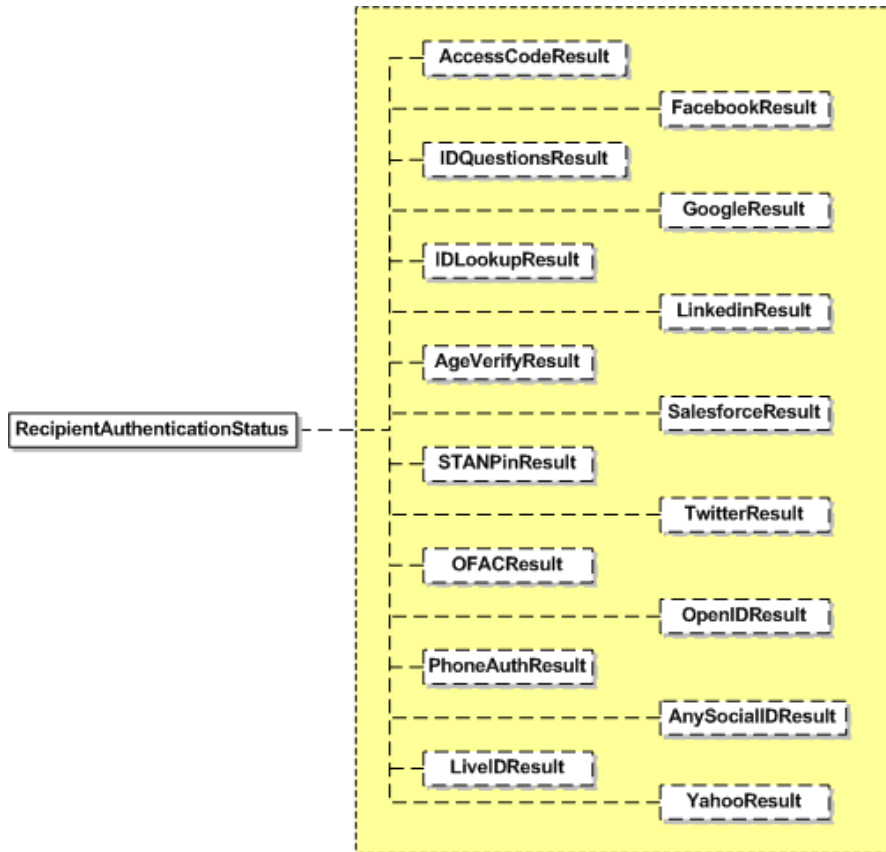 AccessCodeResult
FacebookResult
IDQuestionsResult
GoogleResult
IDLookupResult
LinkedinResult
AgeVerifyResult
SalesforceResult
RecipientAuthenticationStatus
STANPinResult
TwitterResult
OFACResult
OpenIDResult
PhoneAuthResult
AnySocialIDResult
LiveIDResult
YahooResult